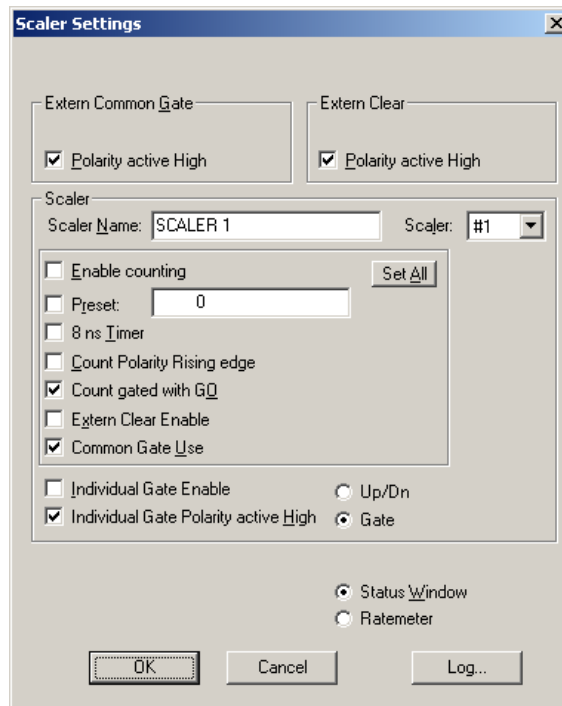 Scaler Settings
Extern Common Gate
Extern Clear
Polarity active High
Polarity active High
Scaler
Scaler Name: SCALER 1 Scaler: #1
Enable counting
Set All
Preset: 0
8 ns Timer
Count Polarity Rising edge
Count gated with GO
Extern Clear Enable
Common Gate Use
Individual Gate Enable
Up/Dn
Individual Gate Polarity active High
Gate
Status Window
Ratemeter
OK
Cancel
Log...